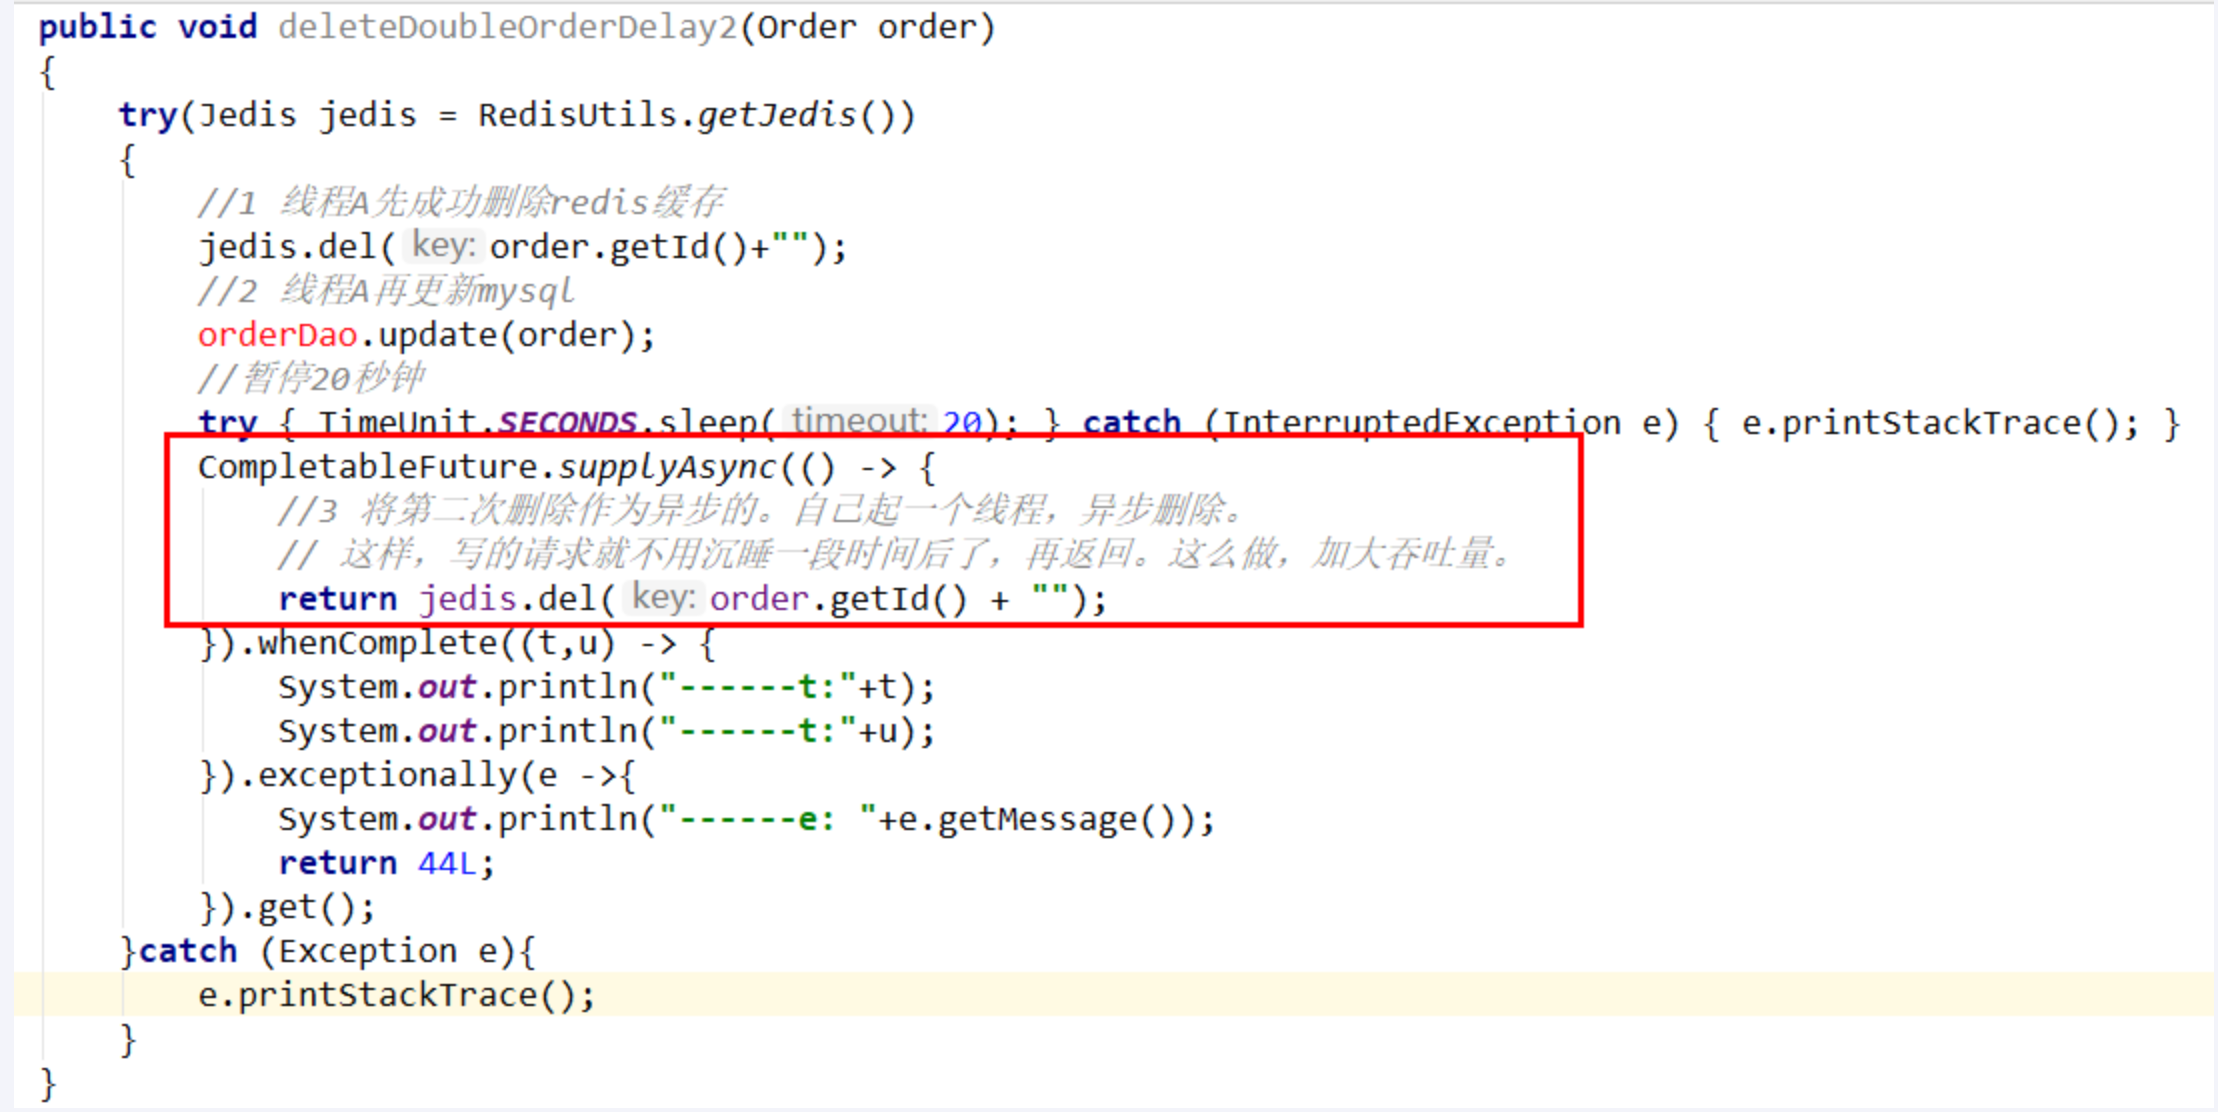 public void deleteDoubleOrderDelay2(Order order)
{
try(Jedis jedis = RedisUtils.getJedis())
{
//1 线程A先成功删除redis缓存
jedis.del( key: order.getId()+"");
//2 线程A再更新mysql
orderDao.update(order);
//暂停20秒钟
try { TimeUnit.SECONDS.sleep( timeout: 20); } catch (InterruptedException e) { e.printStackTrace(); }
CompletableFuture.supplyAsync(() -> {
//3 将第二次删除作为异步的。自己起一个线程，异步删除。
// 这样，写的请求就不用沉睡一段时间后了，再返回。这么做，加大吞吐量。
return jedis.del( key: order.getId() + "");
}).whenComplete((t,u) -> {
System.out.println("------t:"+t);
System.out.println("------t:"+u);
}).exceptionally(e ->{
System.out.println("------e: "+e.getMessage());
return 44L;
}).get();
}catch (Exception e){
e.printStackTrace();
}
}